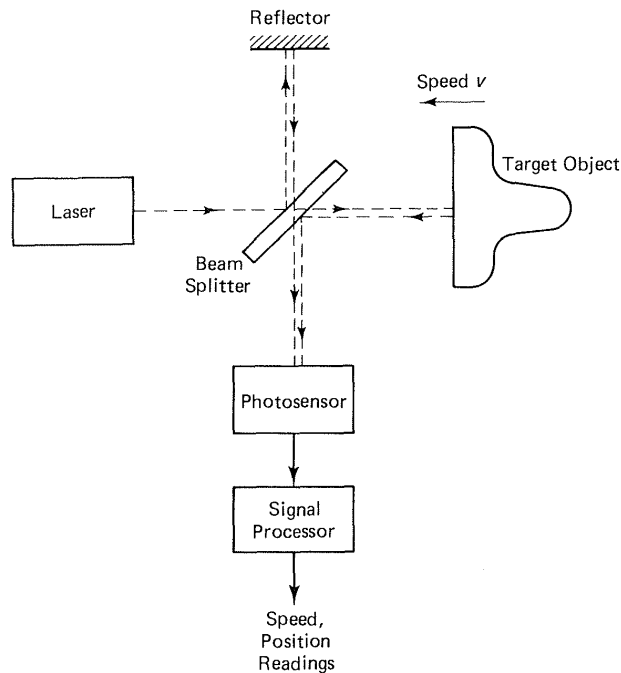 Reflector
Speed v
Target Object
Laser
Beam
Splitter
Photosensor
Signal
Processor
Speed,
Position
Readings